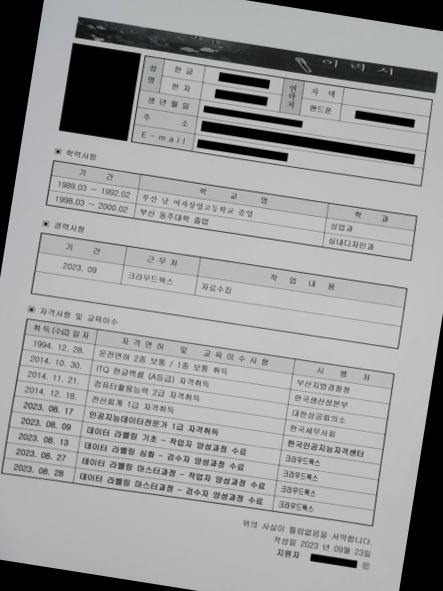 이 력 서
성명 한 글 연락처 자 택
한 자 핸드폰
생 년 월 일
주 소
E - m a i l
▣ 학력사항
기 간 학 교 명 학 과
1989.03 ~ 1992.02 부산 남 여자상업고등학교 졸업 상업과
1998.03 ~ 2000.02 부산 동주대학 졸업 실내디자인과
▣ 경력사항
기 간 근 무 처 작 업 내 용
2023. 09 크라우드웍스 자료수집
▣ 자격사항 및 교육이수
취득(수료)일자 자 격 면 허 및 교 육 이 수 사 항 시 행 처
1994. 12. 28. 운전면허 2종 보통 / 1종 보통 취득 부산지방경찰청
2014. 10. 30. ITQ 한글엑셀 (A등급) 자격취득 한국생산성본부
2014. 11. 21. 컴퓨터활용능력 2급 자격취득 대한상공회의소
2014. 12. 18. 전산회계 1급 자격취득 한국세무사회
2023. 08. 17 인공지능데이터전문가 1급 자격취득 한국인공지능자격센터
2023. 08. 09 데이터 라벨링 기초 - 작업자 양성과정 수료 크라우드웍스
2023. 08. 13 데이터 라벨링 심화 - 검수자 양성과정 수료 크라우드웍스
2023. 08. 27 데이터 라벨링 마스터과정 - 작업자 양성과정 수료 크라우드웍스
2023. 08. 28 데이터 라벨링 마스터과정 - 검수자 양성과정 수료 크라우드웍스
위의 사실이 틀림없음을 서약합니다.
작성일 2023 년 09월 23일
지원자 ㊞